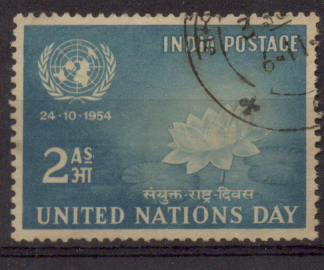 INDIA POSTAGE
24·10·1954
2 AS
आ
संयुक्त-राष्ट्र-दिवस
UNITED NATIONS DAY